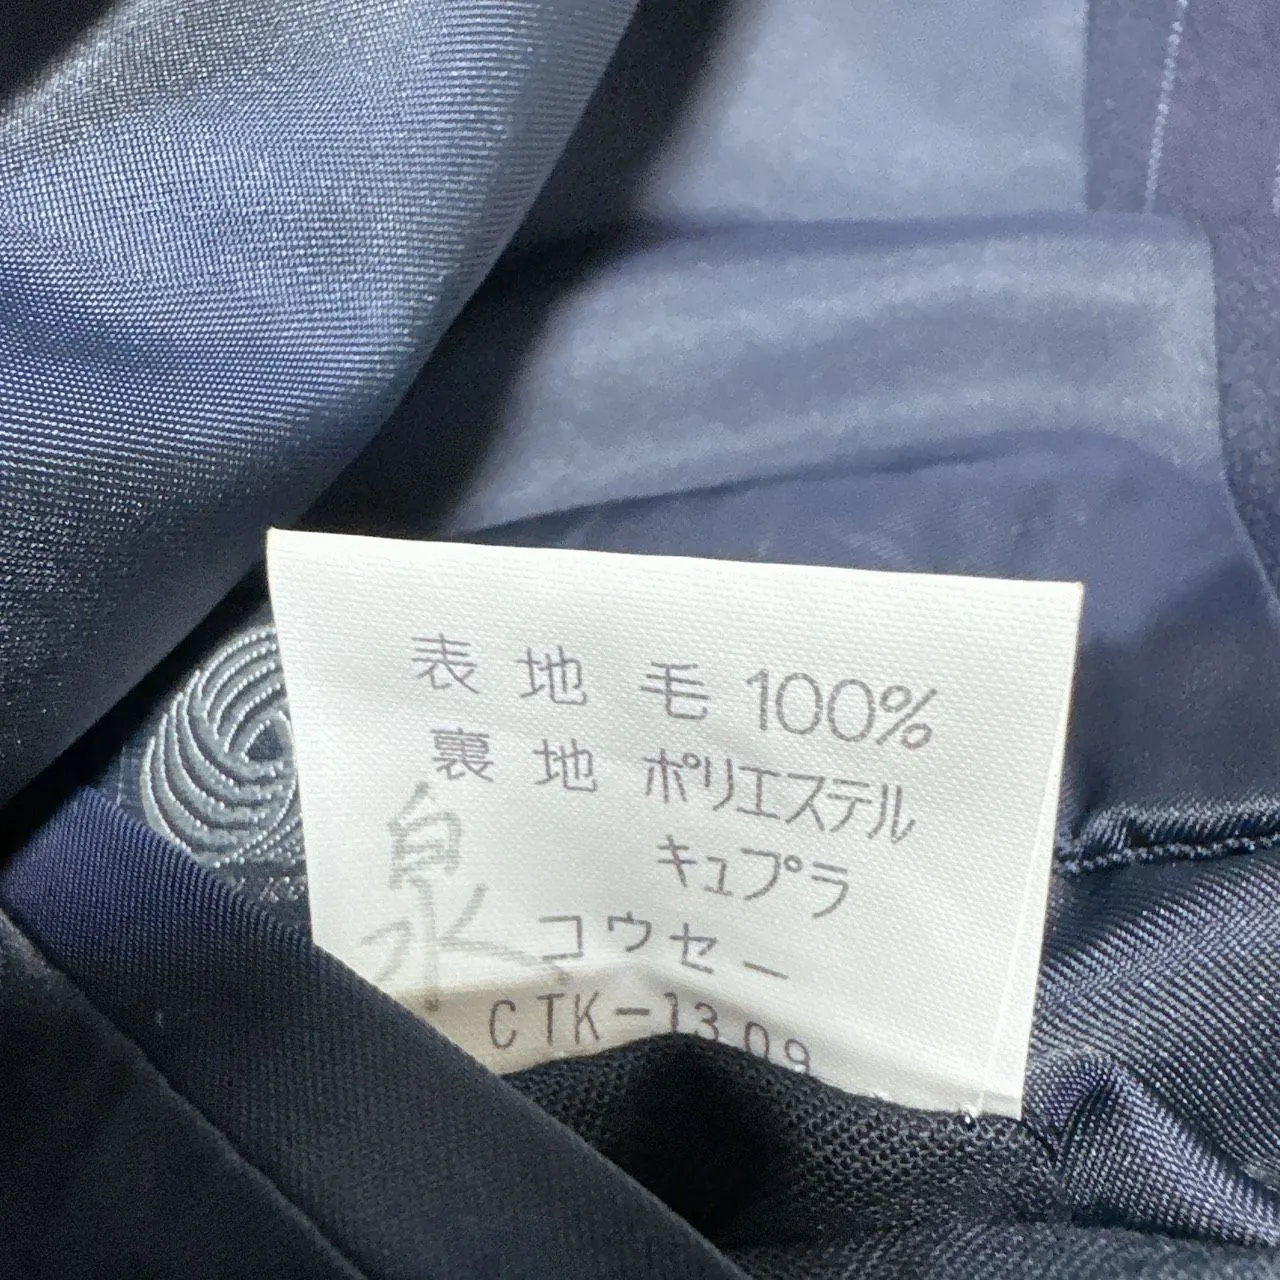 表地 毛 100%
裏地 ポリエステル
キュプラ
泉
コウセー
CTK-1309